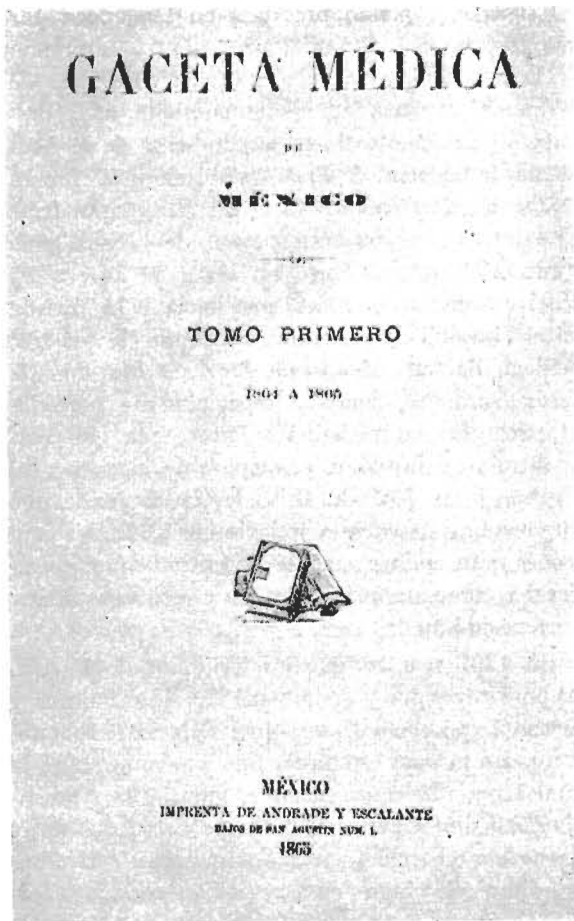 GACETA MÉDICA
DE
MÉXICO
TOMO PRIMERO
1864 A 1865
MÉXICO
IMPRENTA DE ANDRADE Y ESCALANTE
BAJOS DE SAN AGUSTIN NUM. 1.
1865